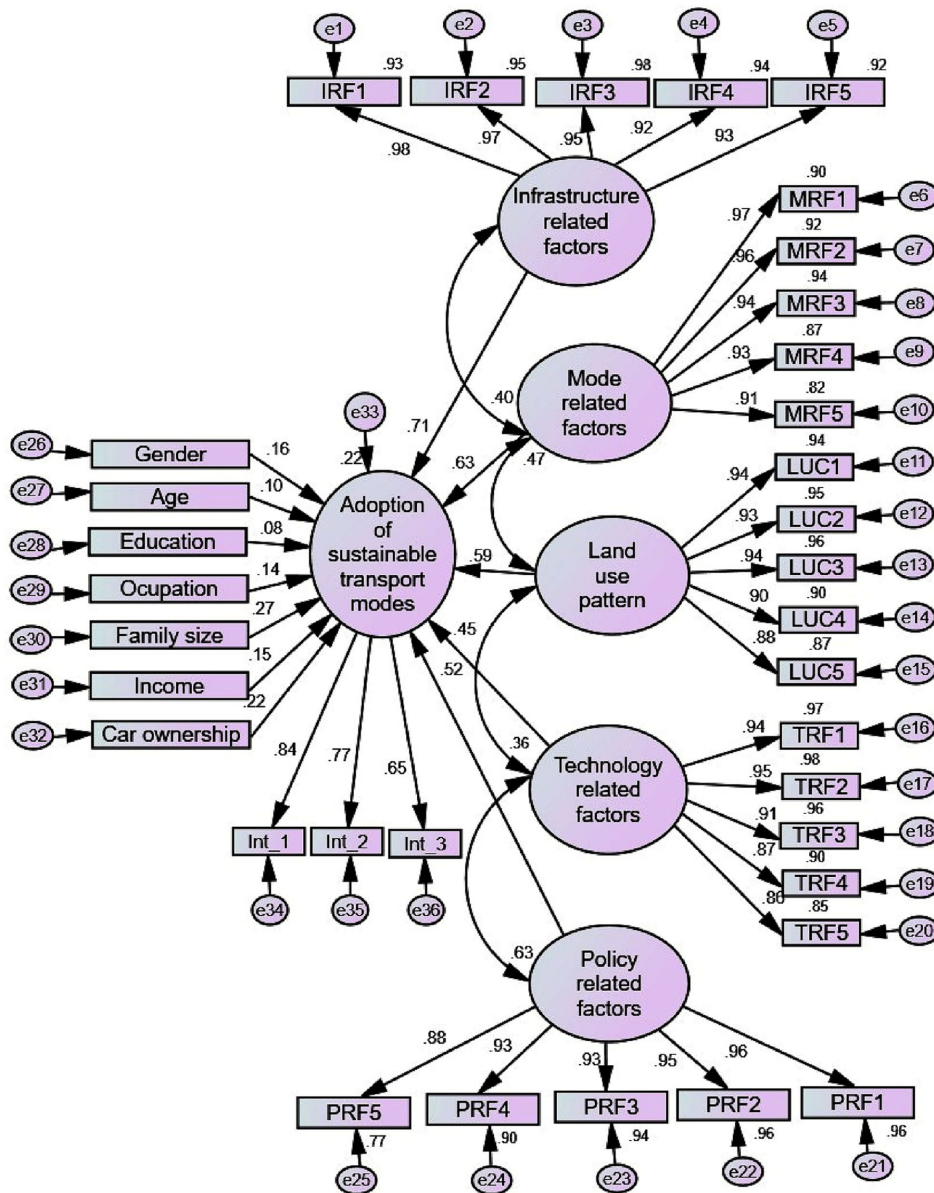 e1 e2 e3 e4 e5
.93 .95 .98 .94 .92
IRF1 IRF2 IRF3 IRF4 IRF5
.98 .97 .95 .92 93
Infrastructure
related
factors
.90
MRF1 e6
.97
.92
MRF2 e7
.96
.94
MRF3 e8
.94
.87
MRF4 e9
.93
.82
MRF5 e10
.91
Mode
related
factors
.40
.71
.63
.47
e33
.22
e26 Gender .16
e27 Age .10
e28 Education .08
e29 Ocupation .14
e30 Family size .27
e31 Income .15
e32 Car ownership .22
Adoption
of
sustainable
transport
modes
.59
.45
.52
Land
use
pattern
.94
LUC1 e11
.94
.95
LUC2 e12
.93
.96
LUC3 e13
.94
.90
LUC4 e14
90
.87
LUC5 e15
.88
.36
.84 .77 .65
Int_1 Int_2 Int_3
e34 e35 e36
Technology
related
factors
.97
TRF1 e16
.94
.98
TRF2 e17
.95
.96
TRF3 e18
.91
.90
TRF4 e19
.87
.85
TRF5 e20
.63
Policy
related
factors
.88 .93 .93 .95 .96
PRF5 PRF4 PRF3 PRF2 PRF1
.77 .90 .94 .96 .96
e25 e24 e23 e22 e21